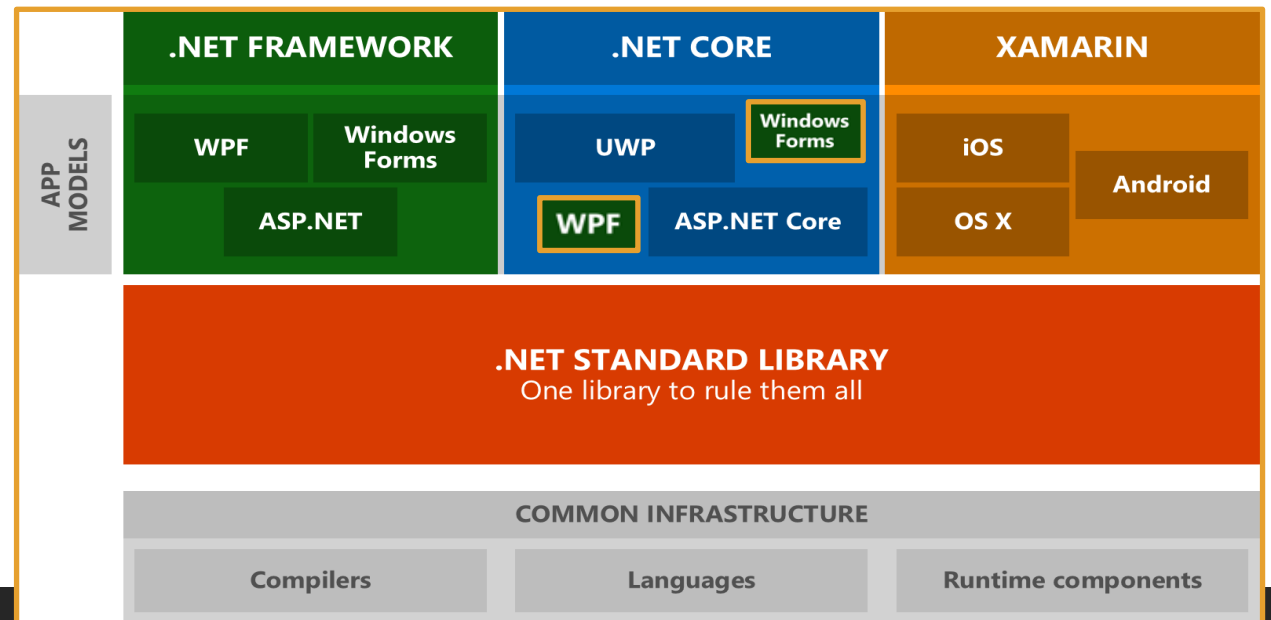 .NET FRAMEWORK
.NET CORE
XAMARIN
APP
MODELS
WPF
Windows
Forms
ASP.NET
UWP
Windows
Forms
WPF
ASP.NET Core
iOS
Android
OS X
.NET STANDARD LIBRARY
One library to rule them all
COMMON INFRASTRUCTURE
Compilers
Languages
Runtime components